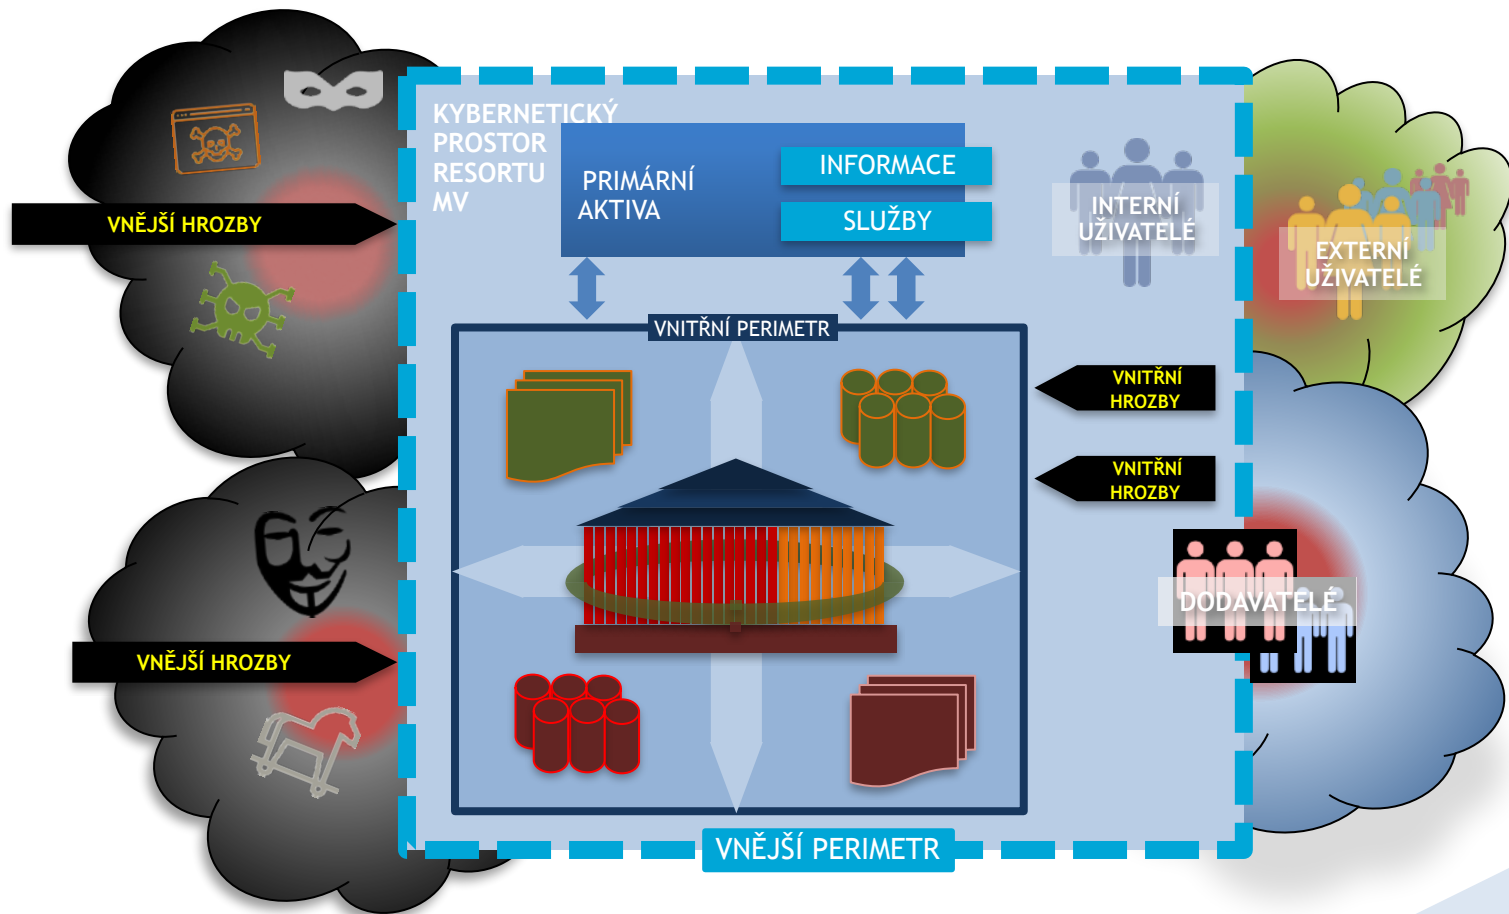 KYBERNETICKÝ
PROSTOR
RESORTU
MV
PRIMÁRNÍ
AKTIVA
INFORMACE
SLUŽBY
INTERNÍ
UŽIVATELÉ
EXTERNÍ
UŽIVATELÉ
VNĚJŠÍ HROZBY
VNITŘNÍ PERIMETR
VNITŘNÍ
HROZBY
VNITŘNÍ
HROZBY
DODAVATELÉ
VNĚJŠÍ HROZBY
VNĚJŠÍ PERIMETR